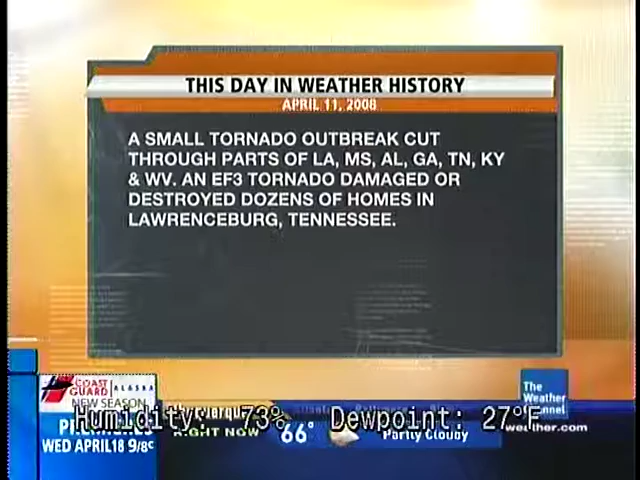 THIS DAY IN WEATHER HISTORY
APRIL 11, 2008
A SMALL TORNADO OUTBREAK CUT
THROUGH PARTS OF LA, MS, AL, GA, TN, KY
& WV. AN EF3 TORNADO DAMAGED OR
DESTROYED DOZENS OF HOMES IN
LAWRENCEBURG, TENNESSEE.
COAST GUARD ALASKA
NEW SEASON
WED APRIL 18 9/8c
Humidity: 73% Dewpoint: 27°F
RIGHT NOW 66° Partly Cloudy
The Weather Channel
weather.com